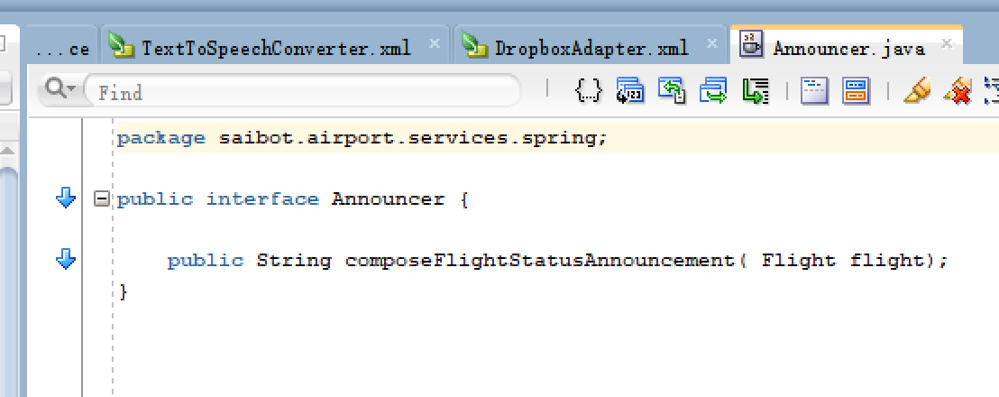 ...ce TextToSpeechConverter.xml DropboxAdapter.xml Announcer.java
Find
package saibot.airport.services.spring;
public interface Announcer {
public String composeFlightStatusAnnouncement( Flight flight);
}